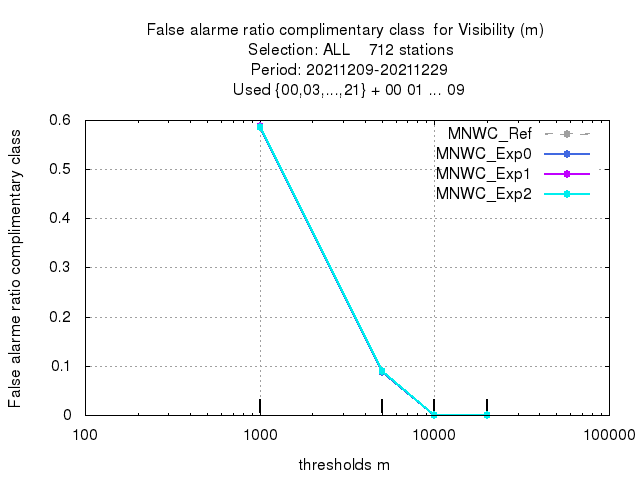 False alarme ratio complimentary class  for Visibility (m)
Selection: ALL    712 stations
Period: 20211209-20211229
Used {00,03,...,21} + 00 01 ... 09
False alarme ratio complimentary class
0.6
0.5
0.4
0.3
0.2
0.1
0
MNWC_Ref
MNWC_Exp0
MNWC_Exp1
MNWC_Exp2
100 1000 10000 100000
thresholds m